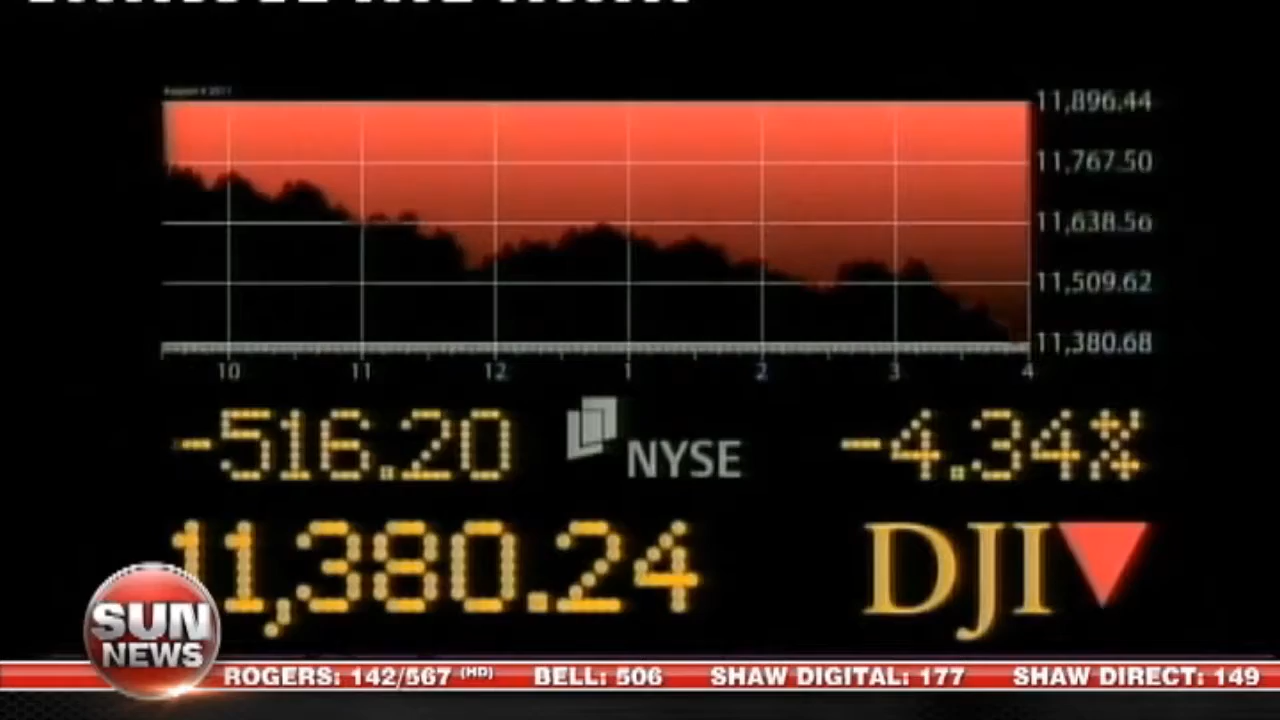 11,896.44
11,767.50
11,638.56
11,509.62
11,380.68
10 11 12 1 2 3 4
-516.20 NYSE -4.34%
11,380.24 DJI
SUN
NEWS
ROGERS: 142/567 (HD) BELL: 506 SHAW DIGITAL: 177 SHAW DIRECT: 149